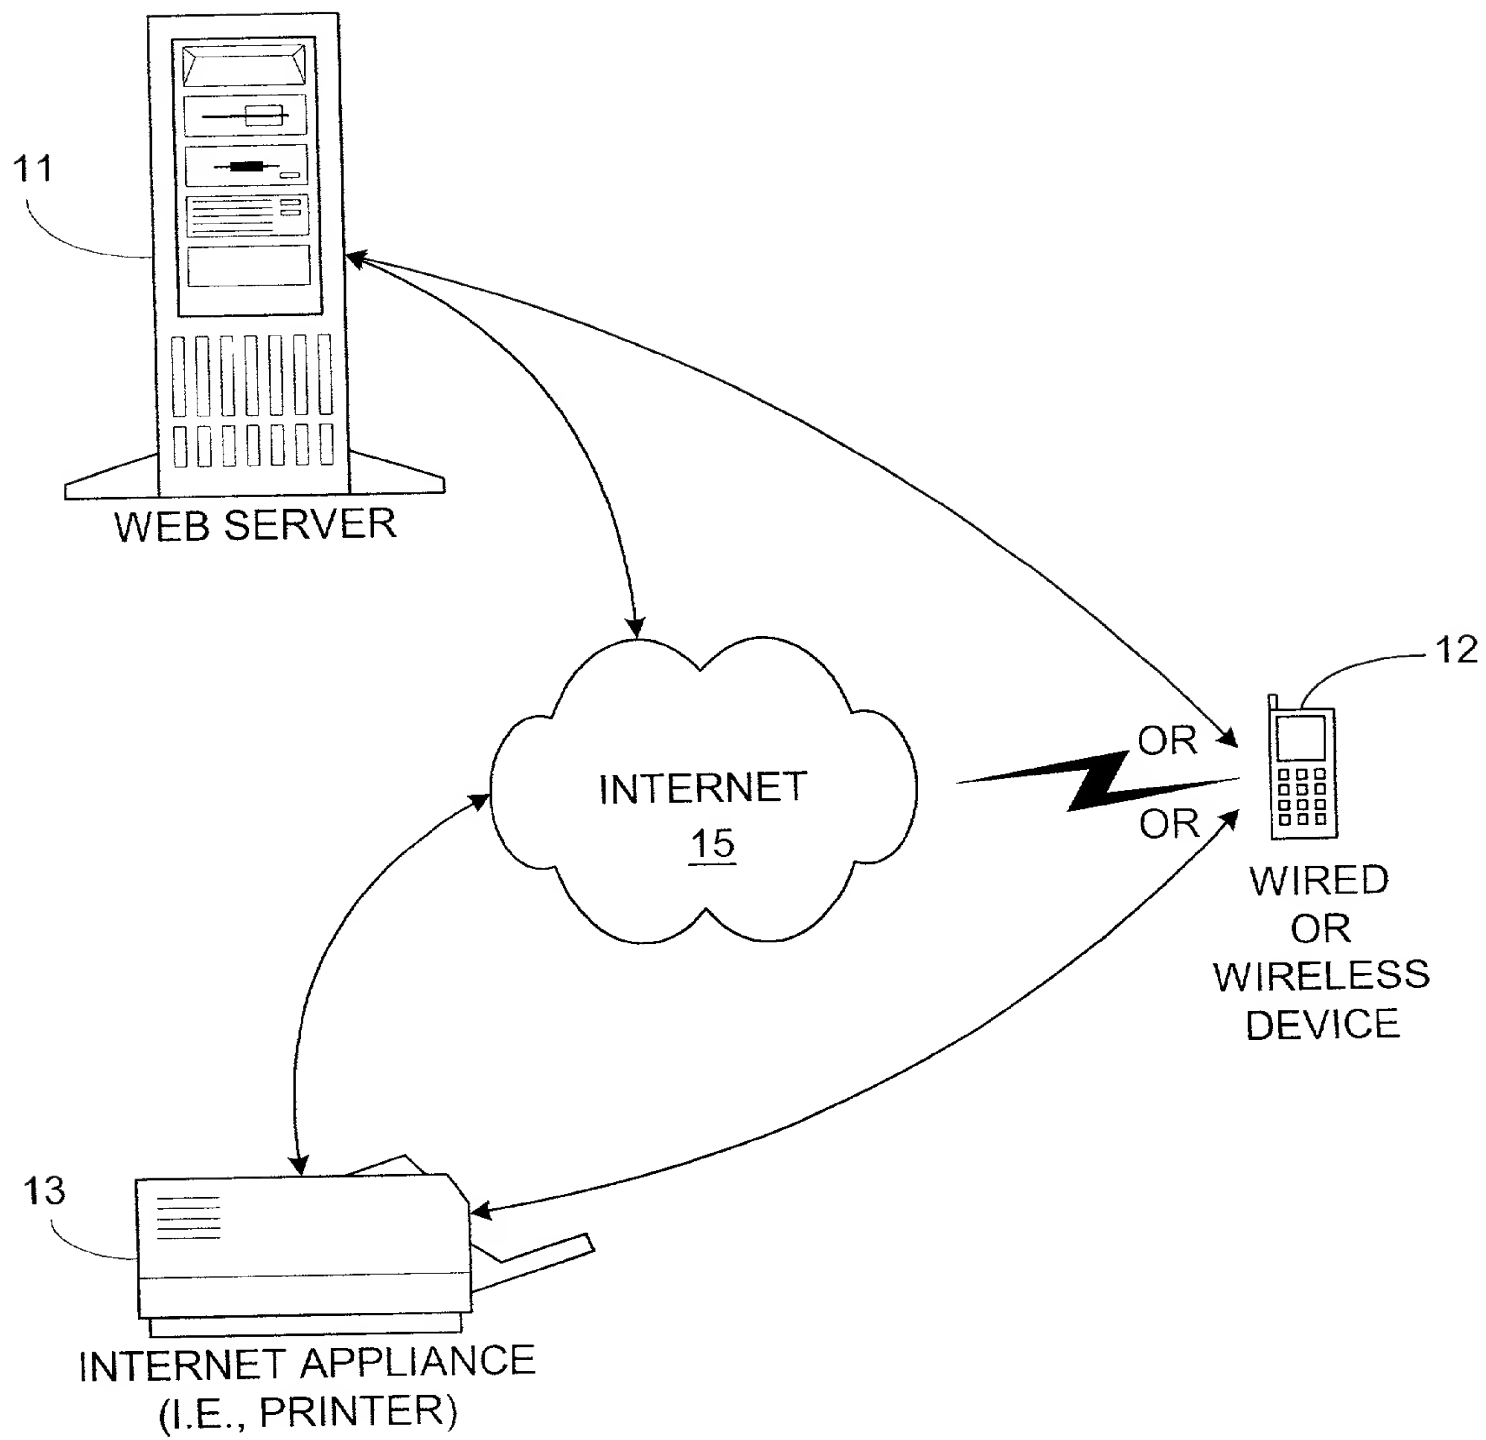 11
WEB SERVER
12
OR
INTERNET
15
OR
WIRED
OR
WIRELESS
DEVICE
13
INTERNET APPLIANCE
(I.E., PRINTER)